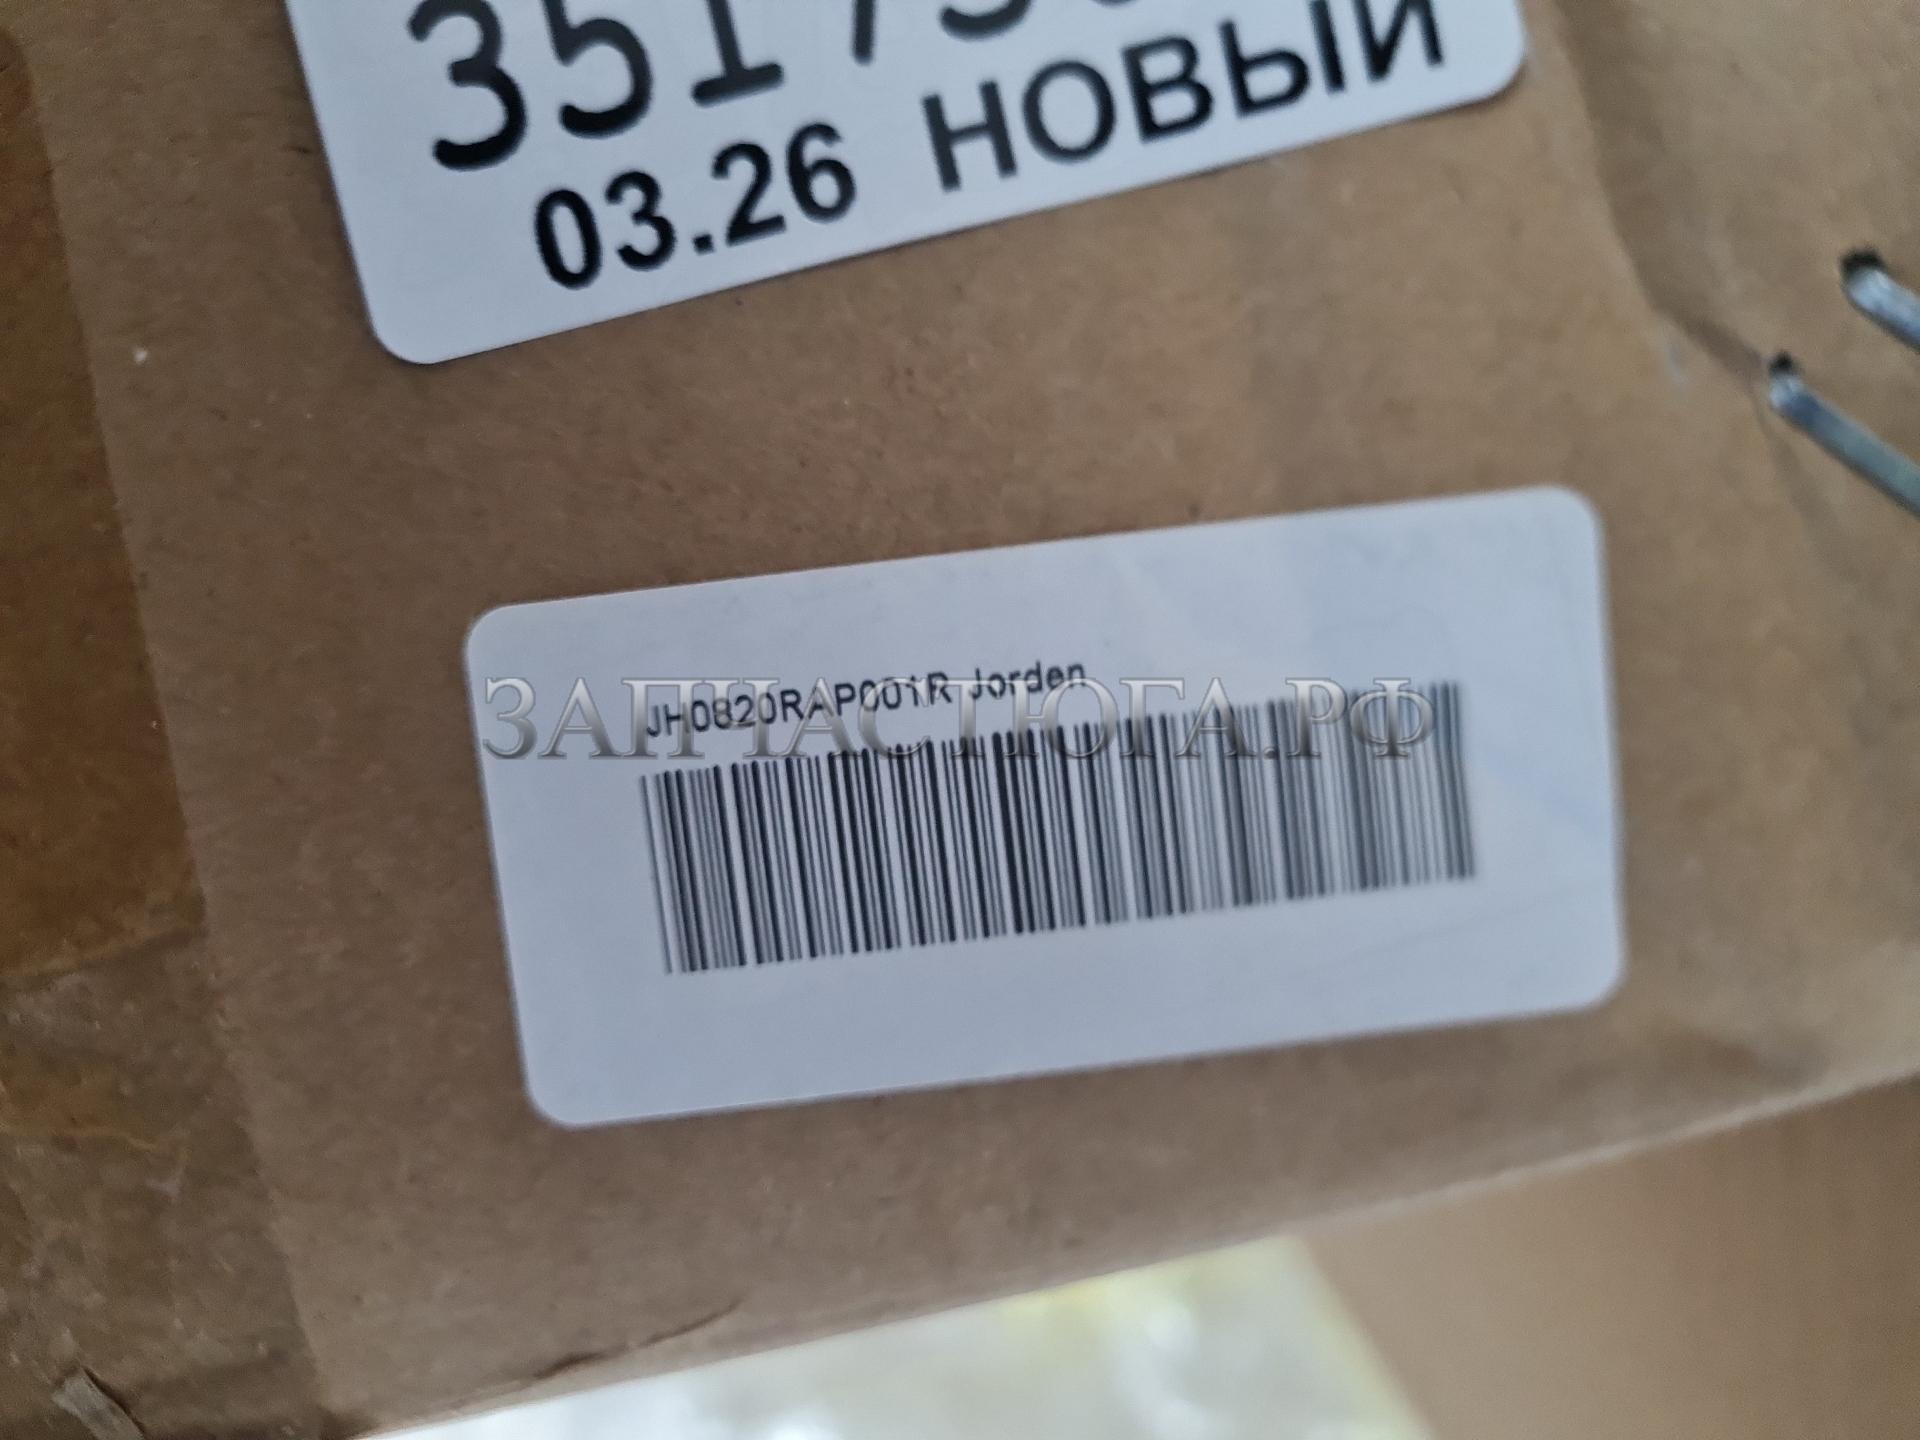 03.26 НОВЫЙ
JH0820RAP001R Jorden
ЗАПЧАСТЮГА.РФ